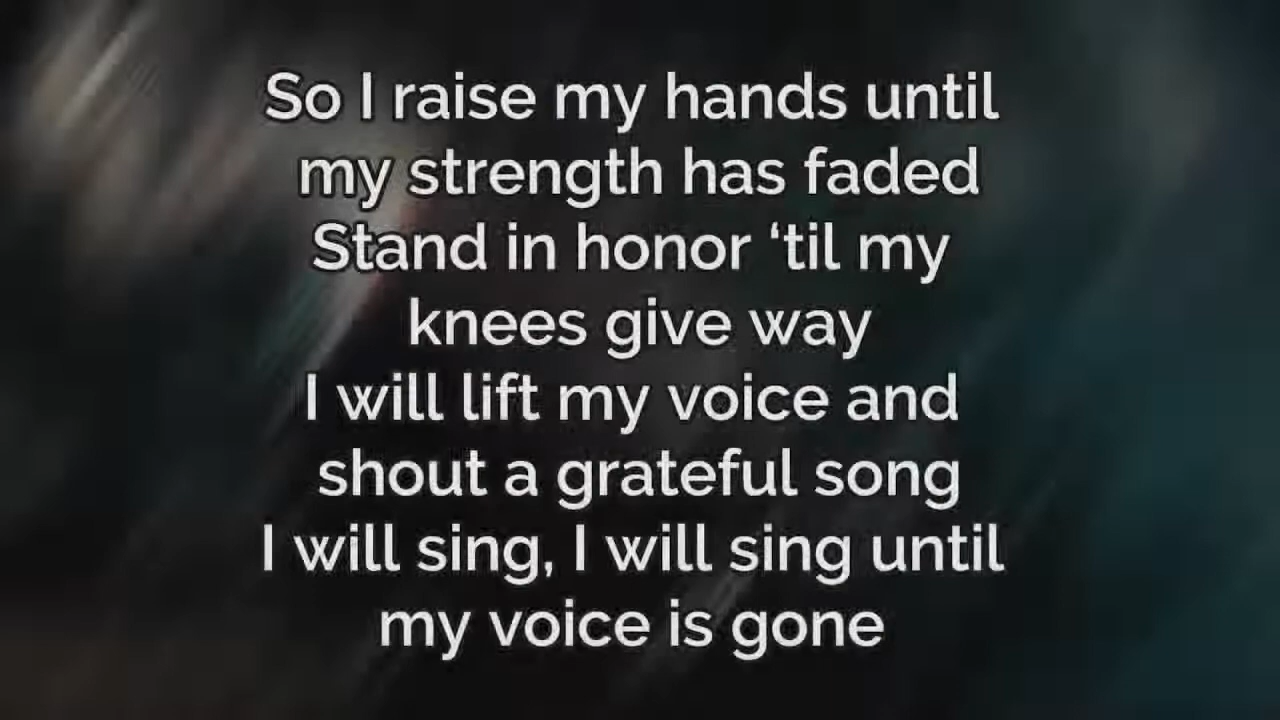 So I raise my hands until
my strength has faded
Stand in honor ‘til my
knees give way
I will lift my voice and
shout a grateful song
I will sing, I will sing until
my voice is gone